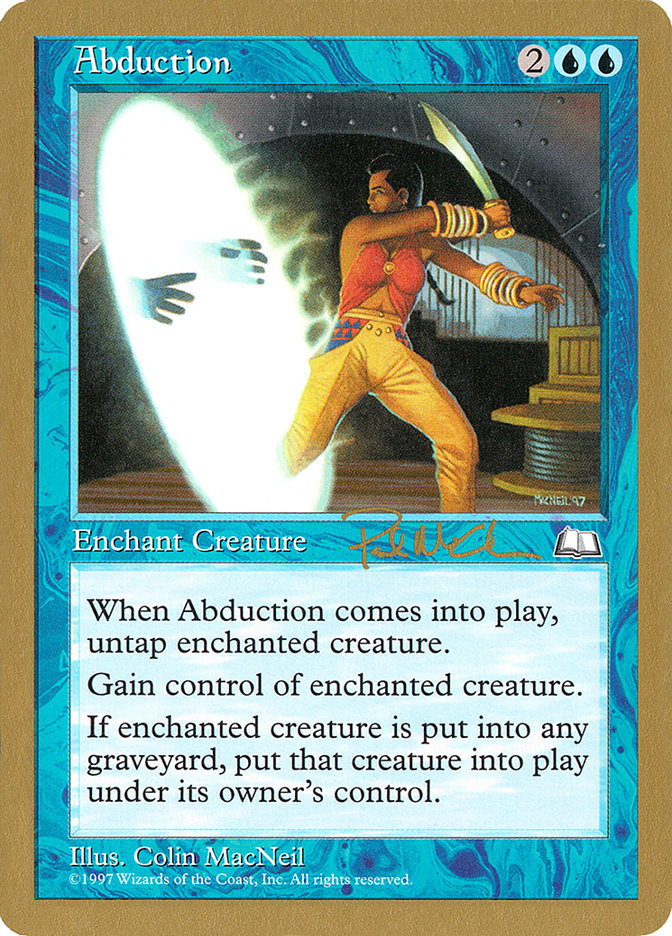 Abduction 2
MACNEIL '97
Enchant Creature
When Abduction comes into play,
untap enchanted creature.
Gain control of enchanted creature.
If enchanted creature is put into any
graveyard, put that creature into play
under its owner's control.
Illus. Colin MacNeil
©1997 Wizards of the Coast, Inc. All rights reserved.